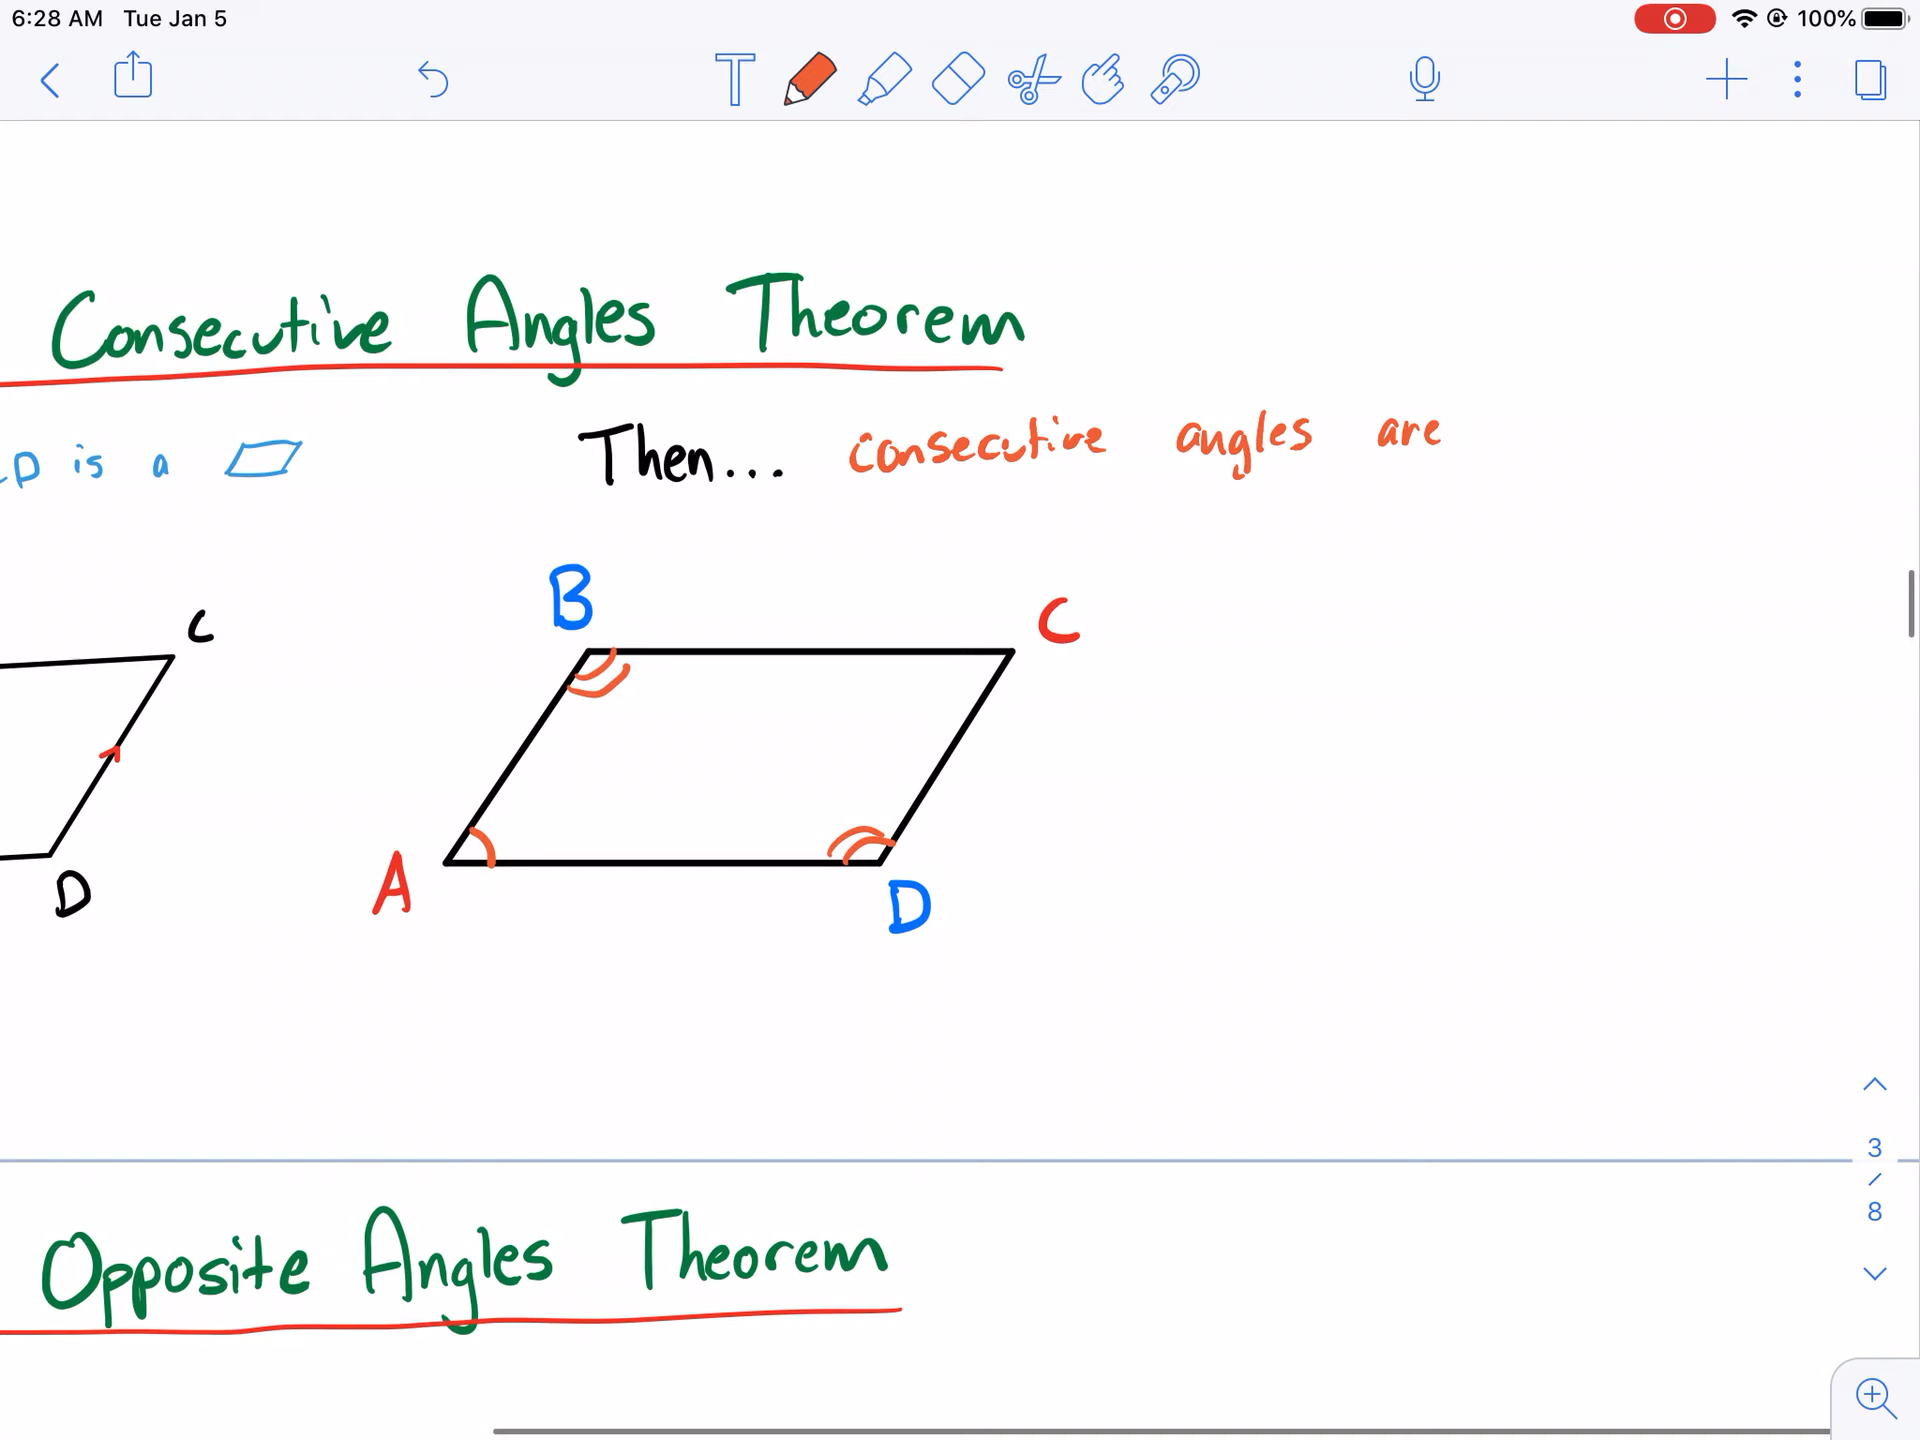 6:28 AM Tue Jan 5
100%
T
Consecutive Angles Theorem
D is a
Then... consecutive angles are
B
C
C
A
D
D
3
/
8
Opposite Angles Theorem